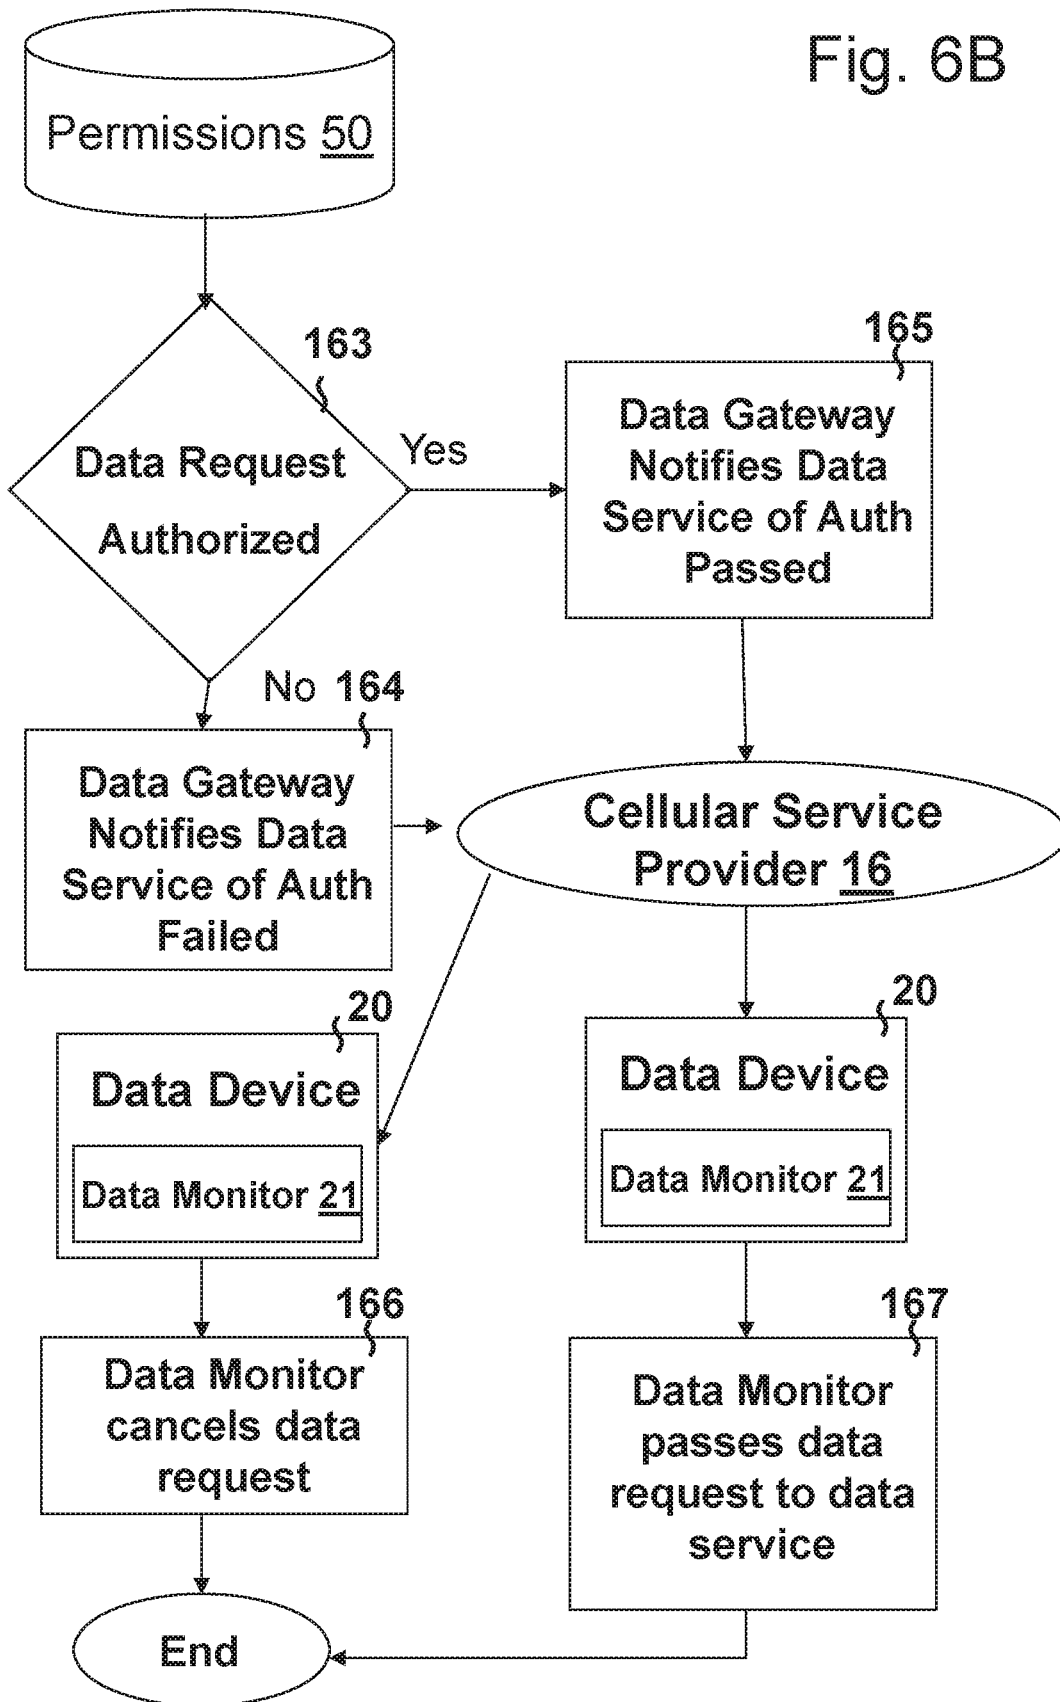 Fig. 6B
Permissions 50
163
Data Request
Authorized
Yes
165
Data Gateway
Notifies Data
Service of Auth
Passed
No
164
Data Gateway
Notifies Data
Service of Auth
Failed
Cellular Service
Provider 16
20
Data Device
Data Monitor 21
20
Data Device
Data Monitor 21
166
Data Monitor
cancels data
request
167
Data Monitor
passes data
request to data
service
End